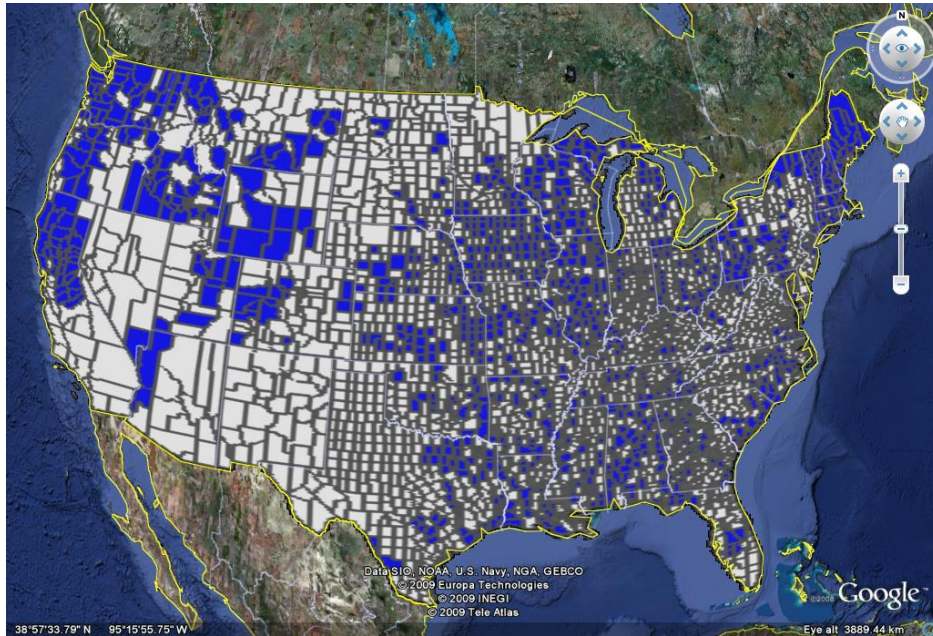 N
Data SIO, NOAA, U.S. Navy, NGA, GEBCO
© 2009 Europa Technologies
© 2009 INEGI
© 2009 Tele Atlas
Google
38°57'33.79" N 95°15'55.75" W
Eye alt 3889.44 km